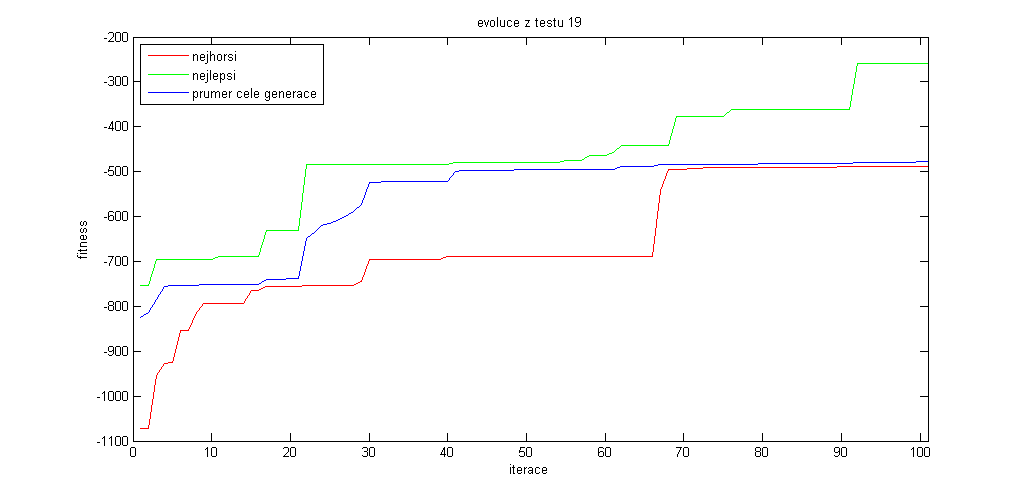 evoluce z testu 19
nejhorsi
nejlepsi
prumer cele generace
fitness
-200
-300
-400
-500
-600
-700
-800
-900
-1000
-1100
0 10 20 30 40 50 60 70 80 90 100
iterace